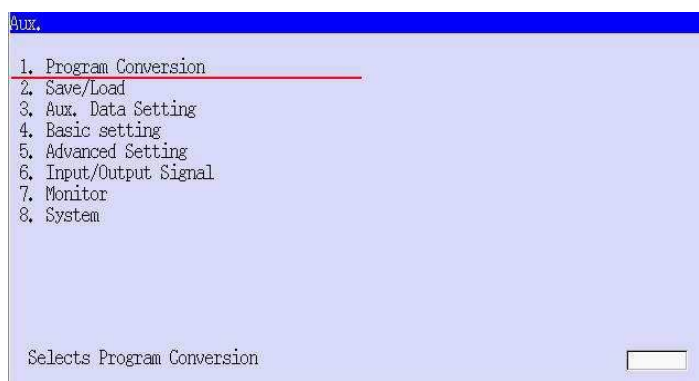 Aux.
1. Program Conversion
2. Save/Load
3. Aux. Data Setting
4. Basic setting
5. Advanced Setting
6. Input/Output Signal
7. Monitor
8. System
Selects Program Conversion